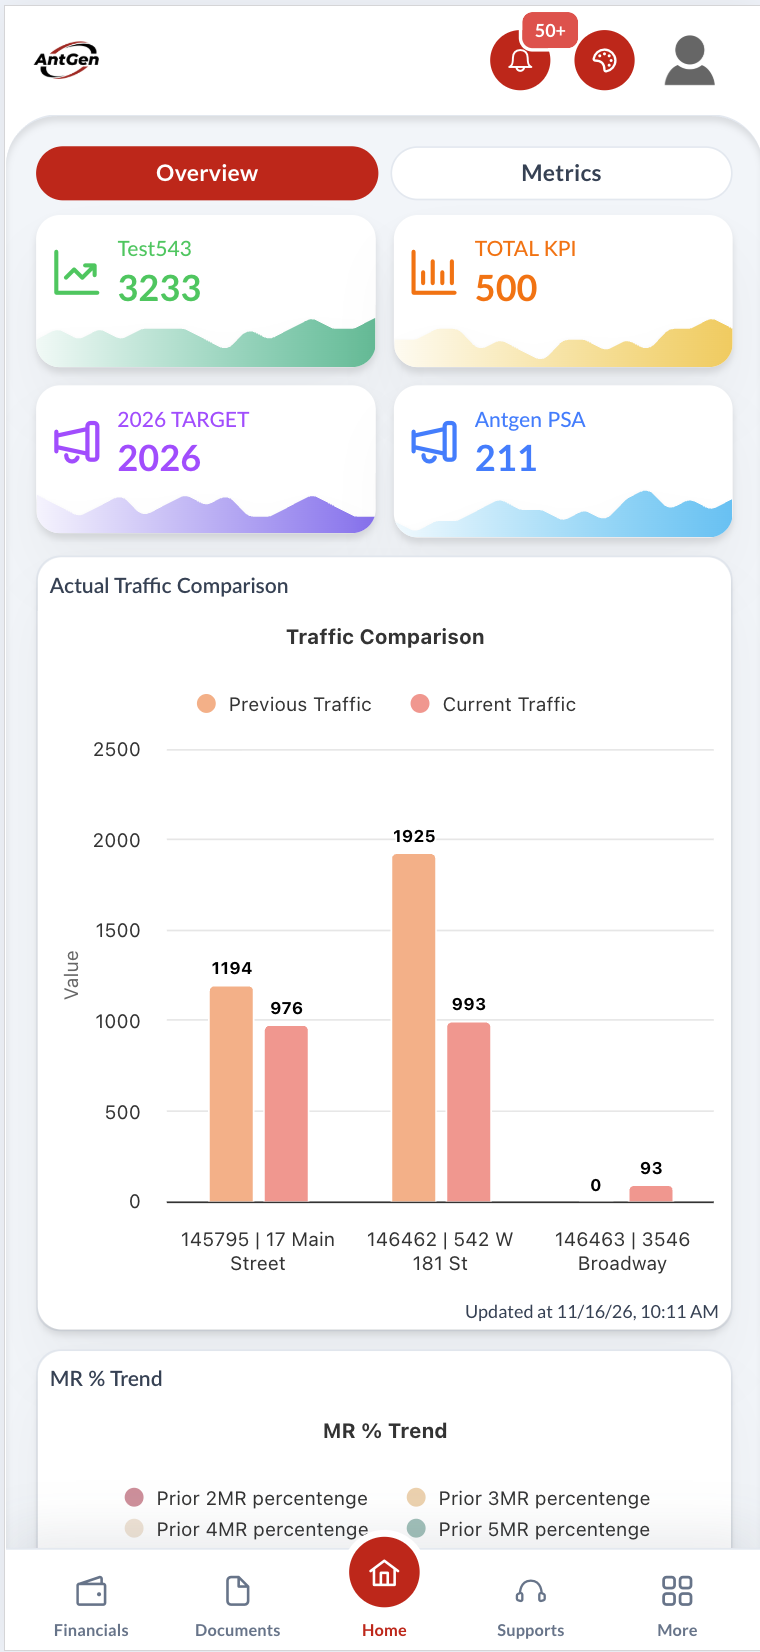 AntGen
50+
Overview
Metrics
Test543
3233
TOTAL KPI
500
2026 TARGET
2026
Antgen PSA
211
Actual Traffic Comparison
Traffic Comparison
Previous Traffic
Current Traffic
2500
2000
1500
1000
500
0
Value
1194
976
1925
993
0
93
145795 | 17 Main
Street
146462 | 542 W
181 St
146463 | 3546
Broadway
Updated at 11/16/26, 10:11 AM
MR % Trend
MR % Trend
Prior 2MR percentenge
Prior 3MR percentenge
Prior 4MR percentenge
Prior 5MR percentenge
Financials
Documents
Home
Supports
More